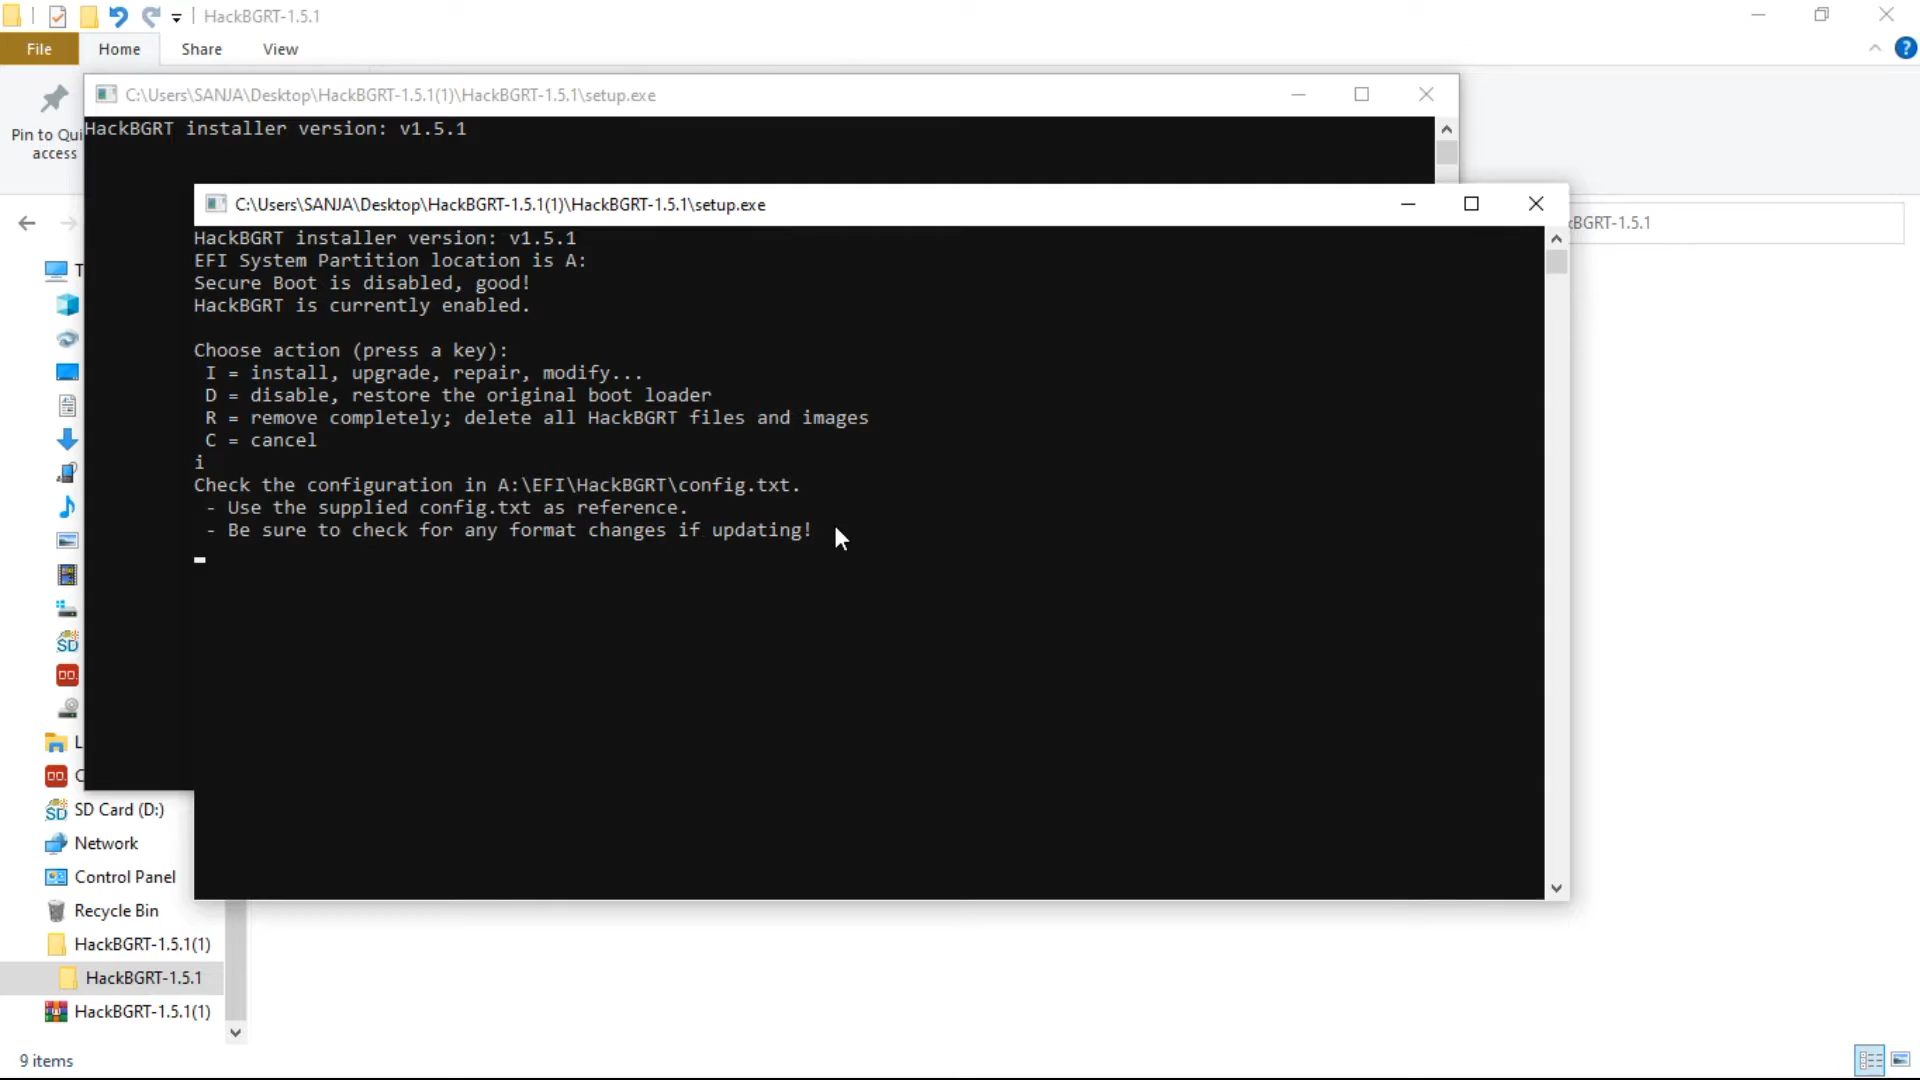 HackBGRT-1.5.1
File Home Share View
C:\Users\SANJA\Desktop\HackBGRT-1.5.1(1)\HackBGRT-1.5.1\setup.exe
Pin to Qui
access
HackBGRT installer version: v1.5.1
C:\Users\SANJA\Desktop\HackBGRT-1.5.1(1)\HackBGRT-1.5.1\setup.exe
kBGRT-1.5.1
HackBGRT installer version: v1.5.1
EFI System Partition location is A:
Secure Boot is disabled, good!
HackBGRT is currently enabled.
Choose action (press a key):
I = install, upgrade, repair, modify...
D = disable, restore the original boot loader
R = remove completely; delete all HackBGRT files and images
C = cancel
i
Check the configuration in A:\EFI\HackBGRT\config.txt.
- Use the supplied config.txt as reference.
- Be sure to check for any format changes if updating!
T
SD
DO.
L
DO. C
SD SD Card (D:)
Network
Control Panel
Recycle Bin
HackBGRT-1.5.1(1)
HackBGRT-1.5.1
HackBGRT-1.5.1(1)
9 items